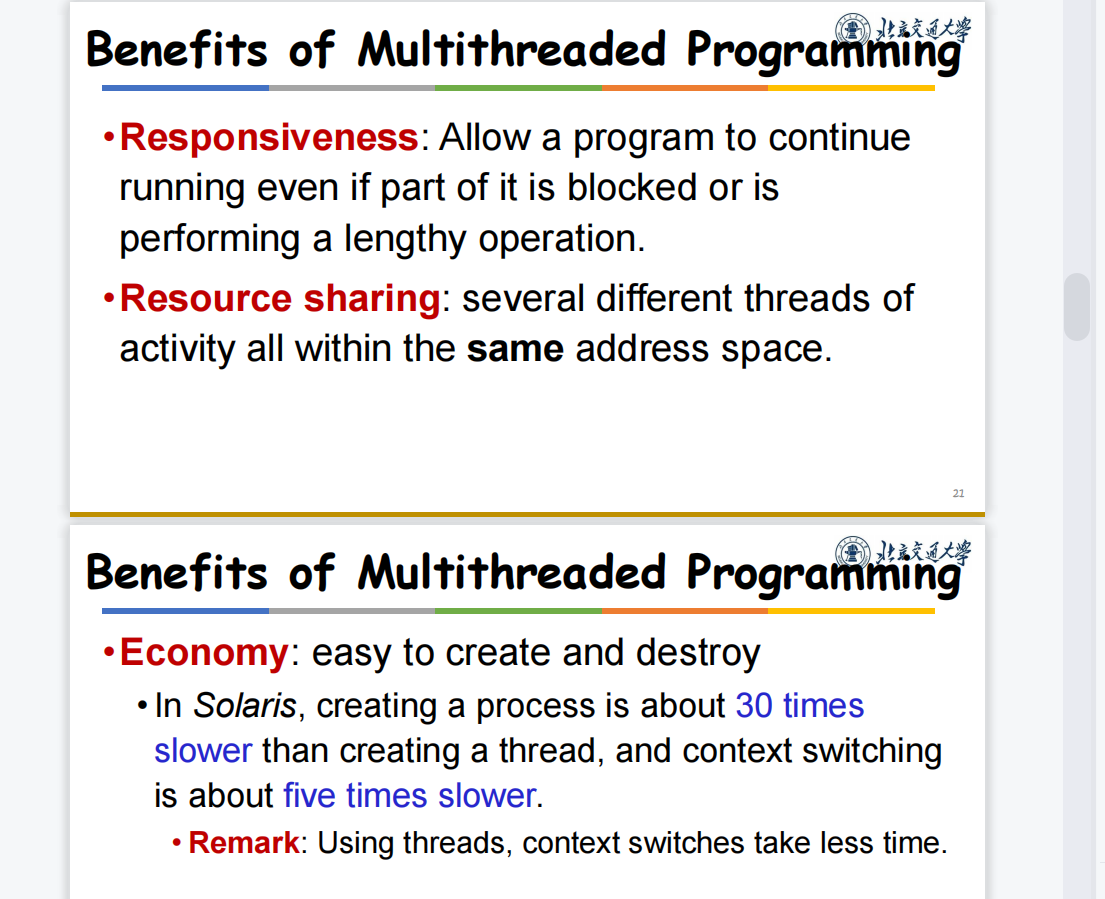 北京交通大学
Benefits of Multithreaded Programming
•Responsiveness: Allow a program to continue
running even if part of it is blocked or is
performing a lengthy operation.
•Resource sharing: several different threads of
activity all within the same address space.
21
北京交通大学
Benefits of Multithreaded Programming
•Economy: easy to create and destroy
•In Solaris, creating a process is about 30 times
slower than creating a thread, and context switching
is about five times slower.
•Remark: Using threads, context switches take less time.